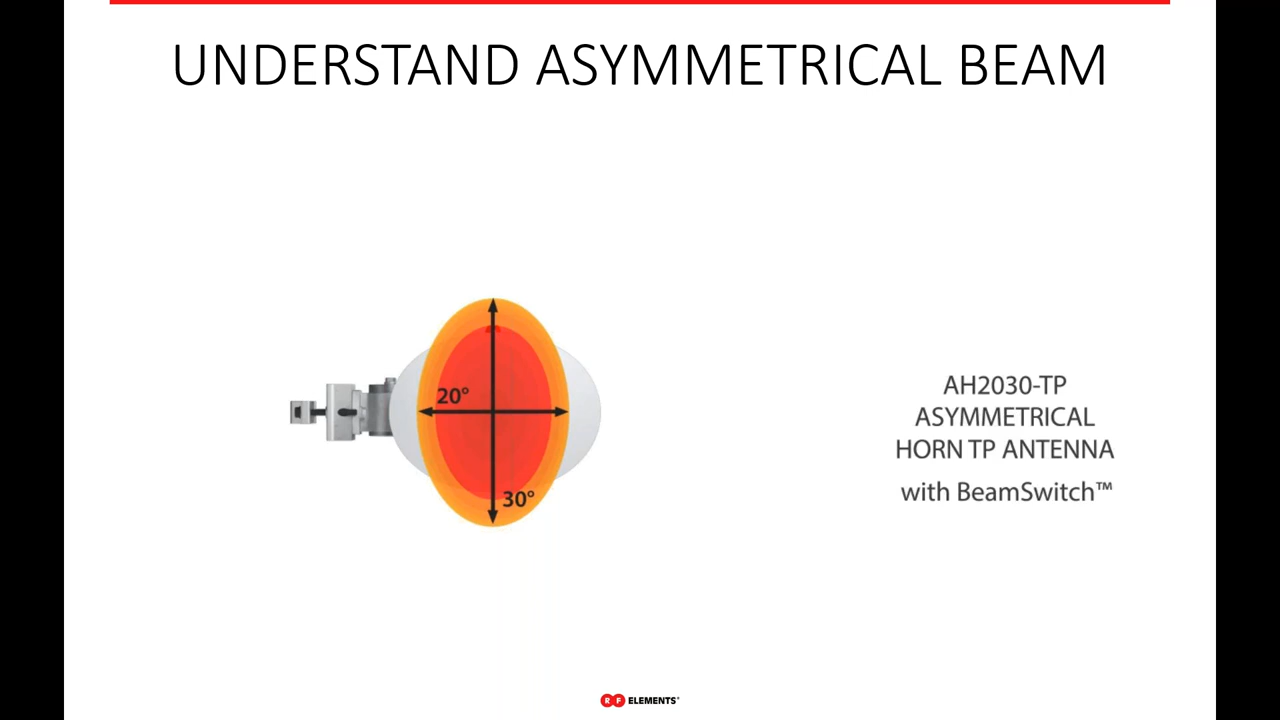 UNDERSTAND ASYMMETRICAL BEAM
20°
30°
AH2030-TP
ASYMMETRICAL
HORN TP ANTENNA
with BeamSwitch™
RF ELEMENTS®